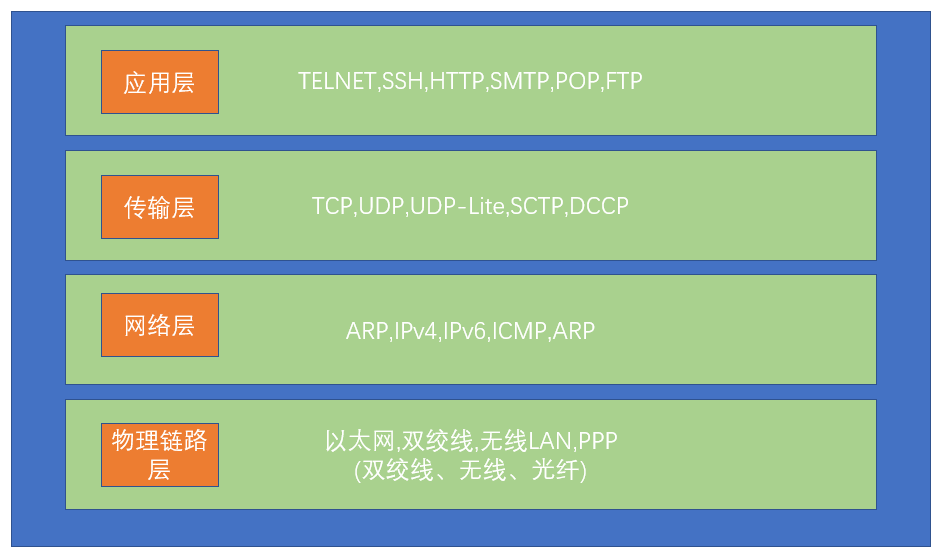 应用层
TELNET,SSH,HTTP,SMTP,POP,FTP
传输层
TCP,UDP,UDP-Lite,SCTP,DCCP
网络层
ARP,IPv4,IPv6,ICMP,ARP
物理链路
层
以太网,双绞线,无线LAN,PPP
(双绞线、无线、光纤)